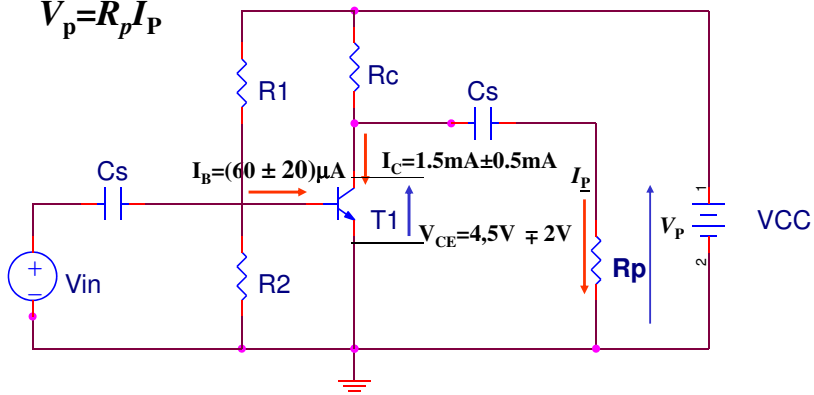 Vp=RpIP
R1
Rc
Cs
Cs
IB=(60 ± 20)µA
IC=1.5mA±0.5mA
IP
T1
VCE=4,5V ∓ 2V
VP
1
2
VCC
Vin
R2
Rp